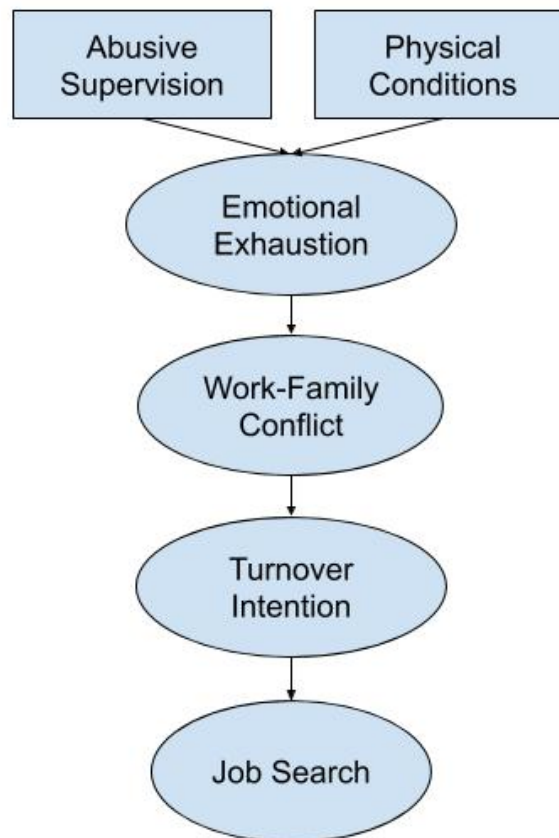 Abusive
Supervision
Physical
Conditions
Emotional
Exhaustion
Work-Family
Conflict
Turnover
Intention
Job Search